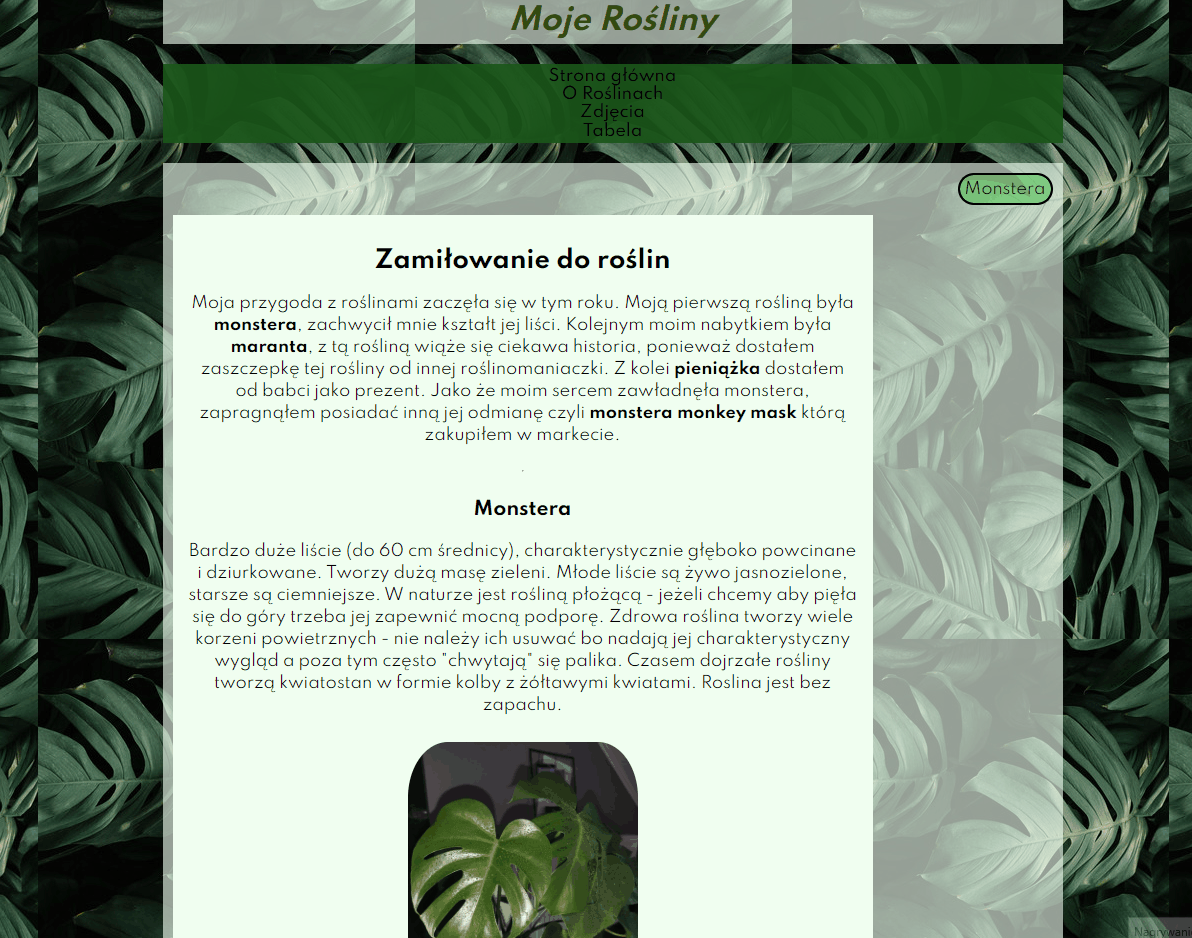 Moje Rośliny
Strona główna
O Roślinach
Zdjęcia
Tabela
Monstera
Zamiłowanie do roślin
Moja przygoda z roślinami zaczęła się w tym roku. Moją pierwszą rośliną była
monstera, zachwycił mnie kształt jej liści. Kolejnym moim nabytkiem była
maranta, z tą rośliną wiąże się ciekawa historia, ponieważ dostałem
zaszczepkę tej rośliny od innej roślinomaniaczki. Z kolei pieniążka dostałem
od babci jako prezent. Jako że moim sercem zawładnęła monstera,
zapragnąłem posiadać inną jej odmianę czyli monstera monkey mask którą
zakupiłem w markecie.
.
Monstera
Bardzo duże liście (do 60 cm średnicy), charakterystycznie głęboko powcinane
i dziurkowane. Tworzy dużą masę zieleni. Młode liście są żywo jasnozielone,
starsze są ciemniejsze. W naturze jest rośliną płożącą - jeżeli chcemy aby pięła
się do góry trzeba jej zapewnić mocną podporę. Zdrowa roślina tworzy wiele
korzeni powietrznych - nie należy ich usuwać bo nadają jej charakterystyczny
wygląd a poza tym często "chwytają" się palika. Czasem dojrzałe rośliny
tworzą kwiatostan w formie kolby z żółtawymi kwiatami. Roslina jest bez
zapachu.